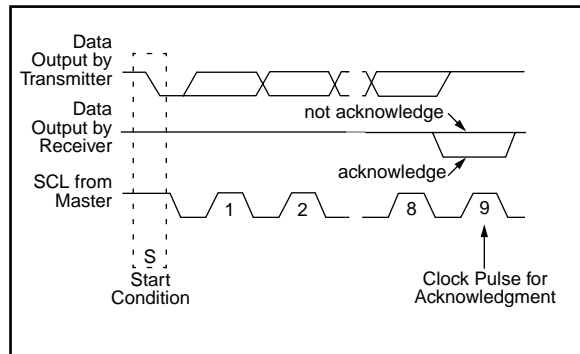 Data
Output by
Transmitter
Data
Output by
Receiver
not acknowledge
acknowledge
SCL from
Master
1
2
8
9
S
Start
Condition
Clock Pulse for
Acknowledgment